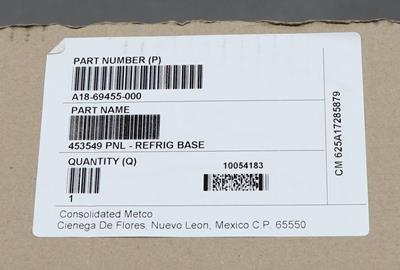 PART NUMBER (P)
A18-69455-000
PART NAME
453549 PNL - REFRIG BASE
QUANTITY (Q)
1
10054183
Consolidated Metco
Cienega De Flores, Nuevo Leon, Mexico C.P. 65550
CM 625A17285879